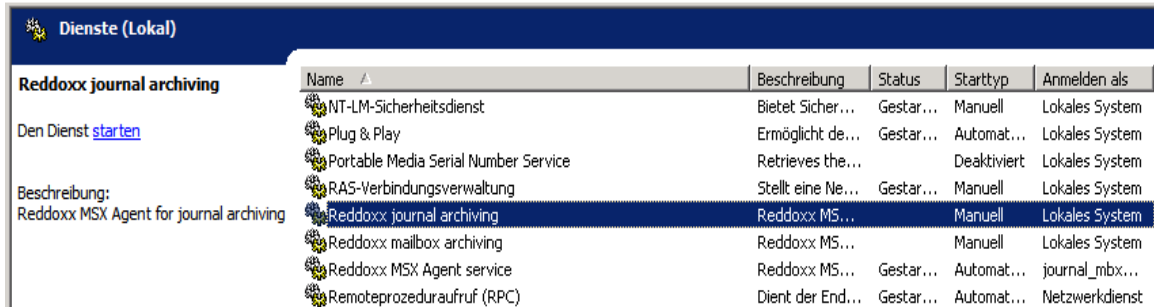 Dienste (Lokal)
Reddoxx journal archiving
Den Dienst starten
Beschreibung:
Reddoxx MSX Agent for journal archiving
Name Beschreibung Status Starttyp Anmelden als
NT-LM-Sicherheitsdienst Bietet Sicher... Gestar... Manuell Lokales System
Plug & Play Ermöglicht de... Gestar... Automat... Lokales System
Portable Media Serial Number Service Retrieves the... Deaktiviert Lokales System
RAS-Verbindungsverwaltung Stellt eine Ne... Gestar... Manuell Lokales System
Reddoxx journal archiving Reddoxx MS... Manuell Lokales System
Reddoxx mailbox archiving Reddoxx MS... Manuell Lokales System
Reddoxx MSX Agent service Reddoxx MS... Gestar... Automat... journal_mbx...
Remoteprozeduraufruf (RPC) Dient der End... Gestar... Automat... Netzwerkdienst